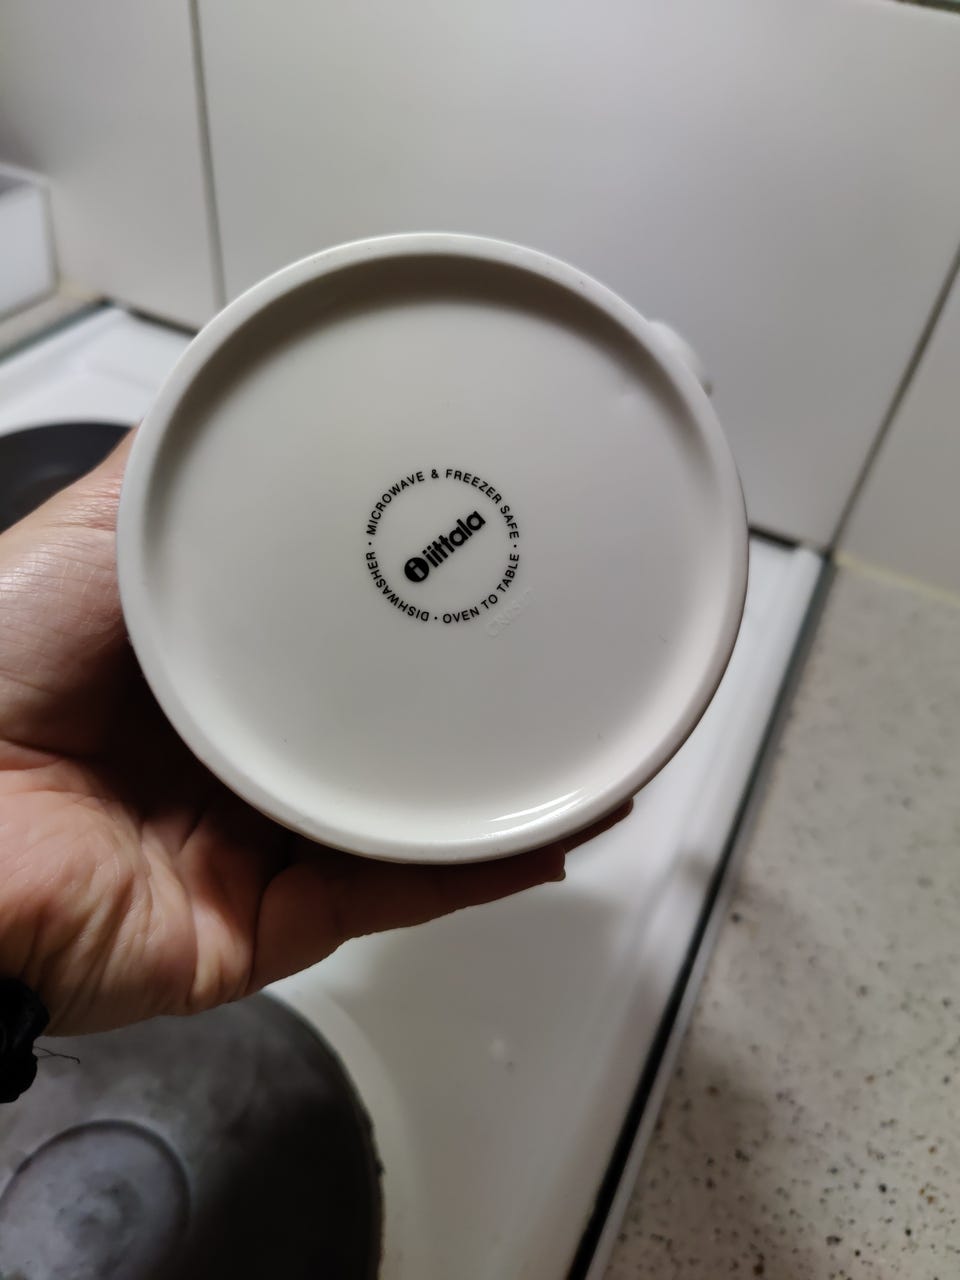 MICROWAVE & FREEZER SAFE · OVEN TO TABLE · DISHWASHER ·
iittala